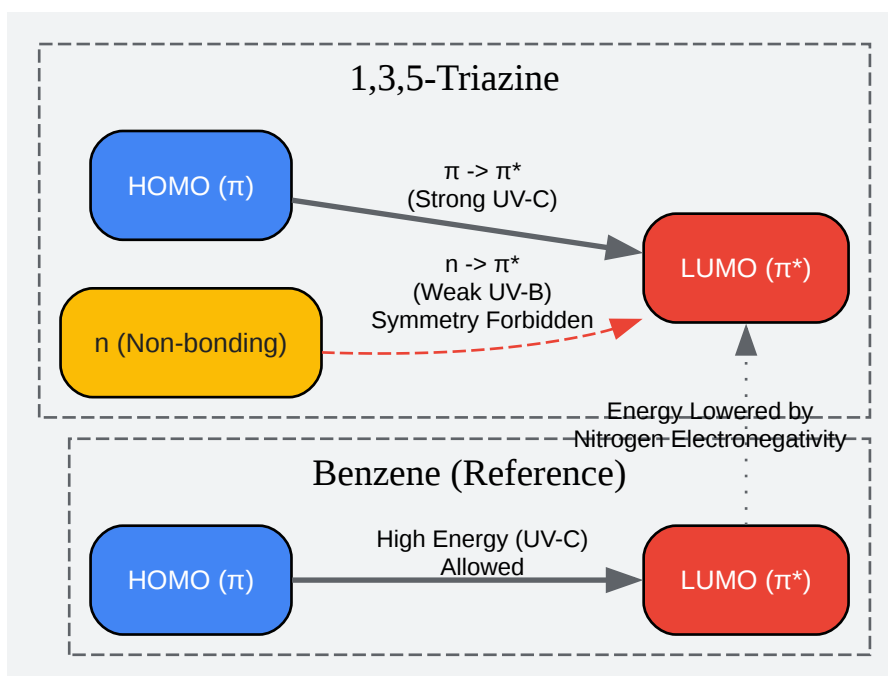 1,3,5-Triazine
HOMO (π)
π -> π*
(Strong UV-C)
LUMO (π*)
n -> π*
(Weak UV-B)
Symmetry Forbidden
n (Non-bonding)
Energy Lowered by
Nitrogen Electronegativity
Benzene (Reference)
HOMO (π)
High Energy (UV-C)
Allowed
LUMO (π*)